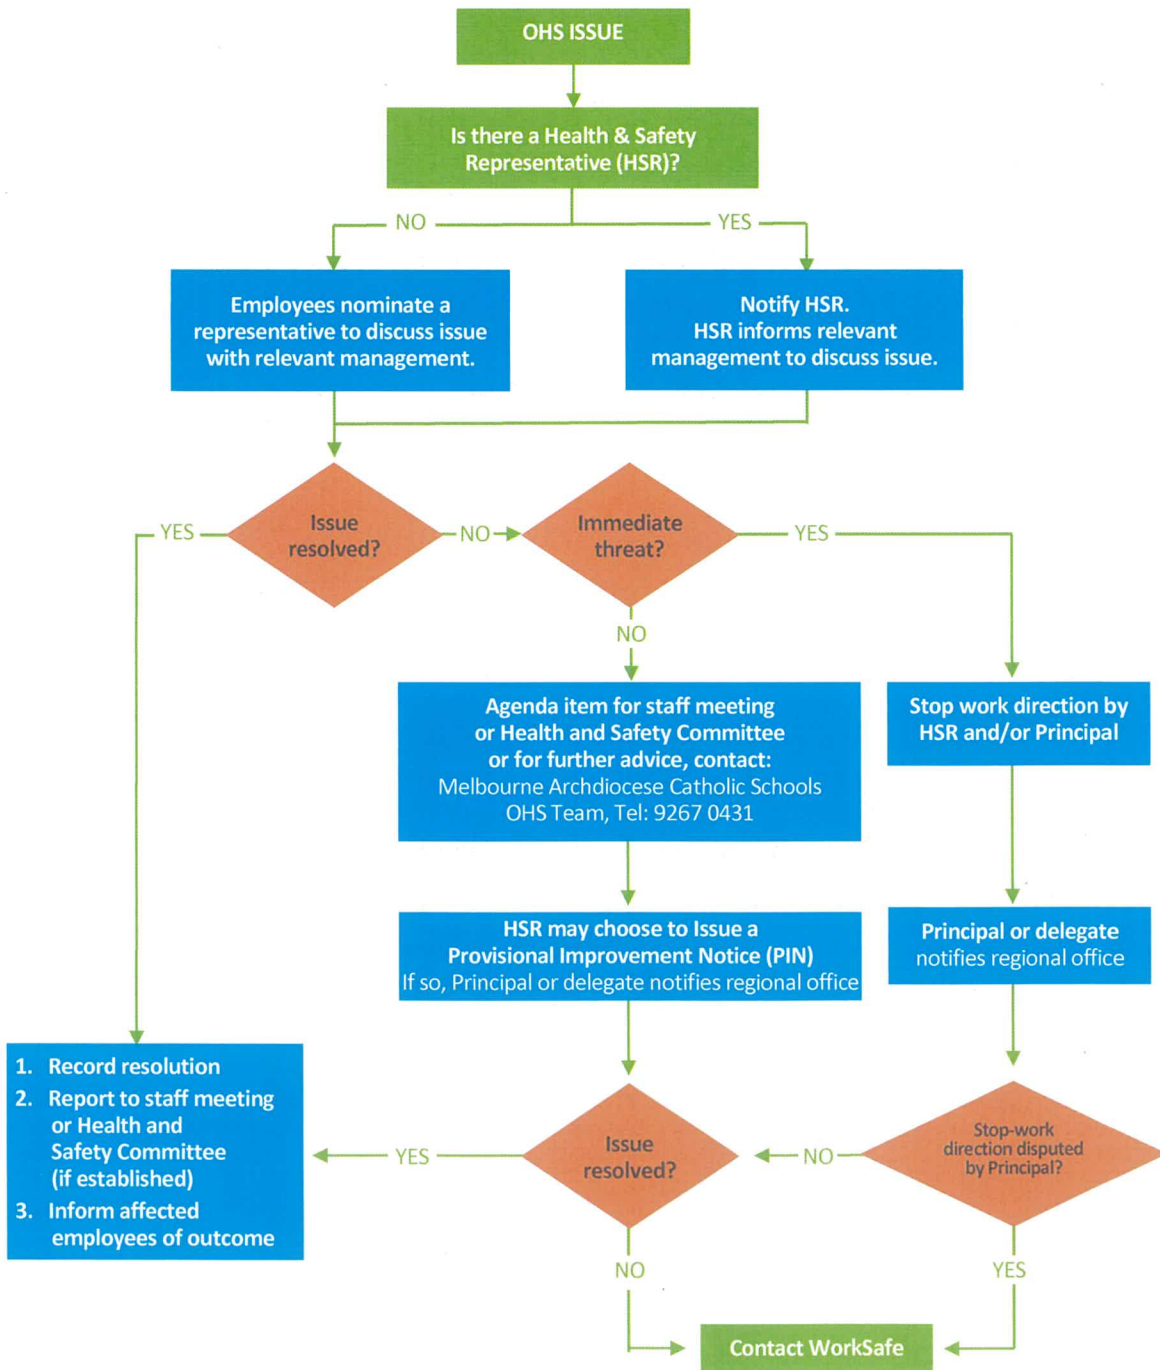 OHS ISSUE
Is there a Health & Safety
Representative (HSR)?
NO
YES
Employees nominate a
representative to discuss issue
with relevant management.
Notify HSR.
HSR informs relevant
management to discuss issue.
YES
Issue
resolved?
NO
Immediate
threat?
YES
NO
Agenda item for staff meeting
or Health and Safety Committee
or for further advice, contact:
Melbourne Archdiocese Catholic Schools
OHS Team, Tel: 9267 0431
Stop work direction by
HSR and/or Principal
HSR may choose to Issue a
Provisional Improvement Notice (PIN)
If so, Principal or delegate notifies regional office
Principal or delegate
notifies regional office
1. Record resolution
2. Report to staff meeting
or Health and
Safety Committee
(if established)
3. Inform affected
employees of outcome
YES
Issue
resolved?
NO
Stop-work
direction disputed
by Principal?
NO
YES
Contact WorkSafe